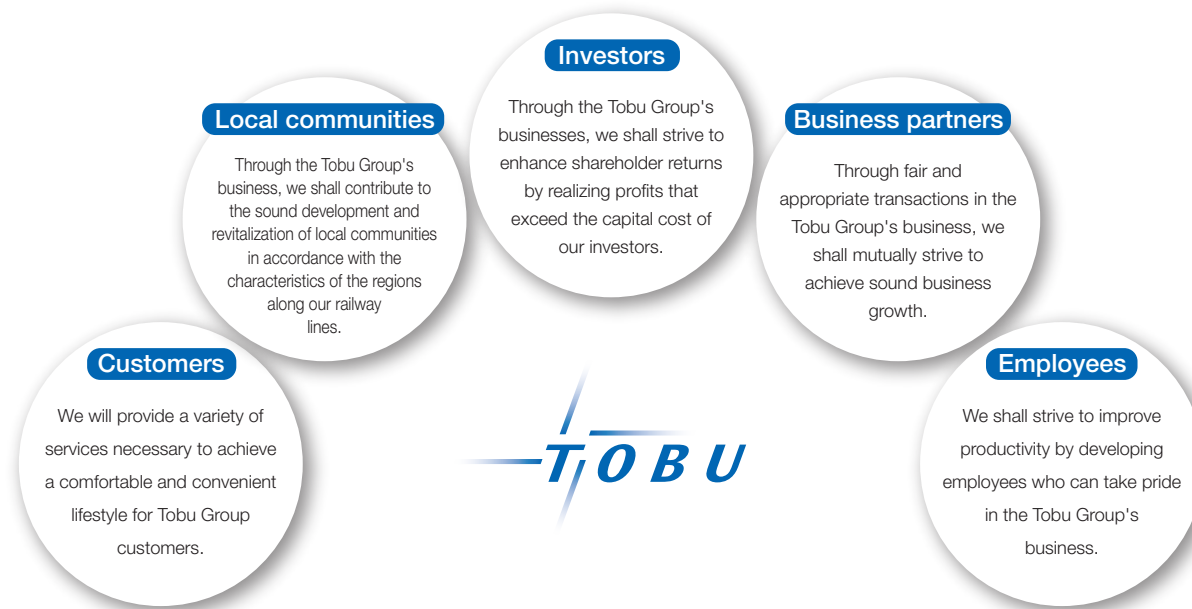 Investors
Through the Tobu Group's
businesses, we shall strive to
enhance shareholder returns
by realizing profits that
exceed the capital cost of
our investors.
Local communities
Through the Tobu Group's
business, we shall contribute to
the sound development and
revitalization of local communities
in accordance with the
characteristics of the regions
along our railway
lines.
Business partners
Through fair and
appropriate transactions in the
Tobu Group's business, we
shall mutually strive to
achieve sound business
growth.
Customers
We will provide a variety of
services necessary to achieve
a comfortable and convenient
lifestyle for Tobu Group
customers.
TOBU
Employees
We shall strive to improve
productivity by developing
employees who can take pride
in the Tobu Group's
business.